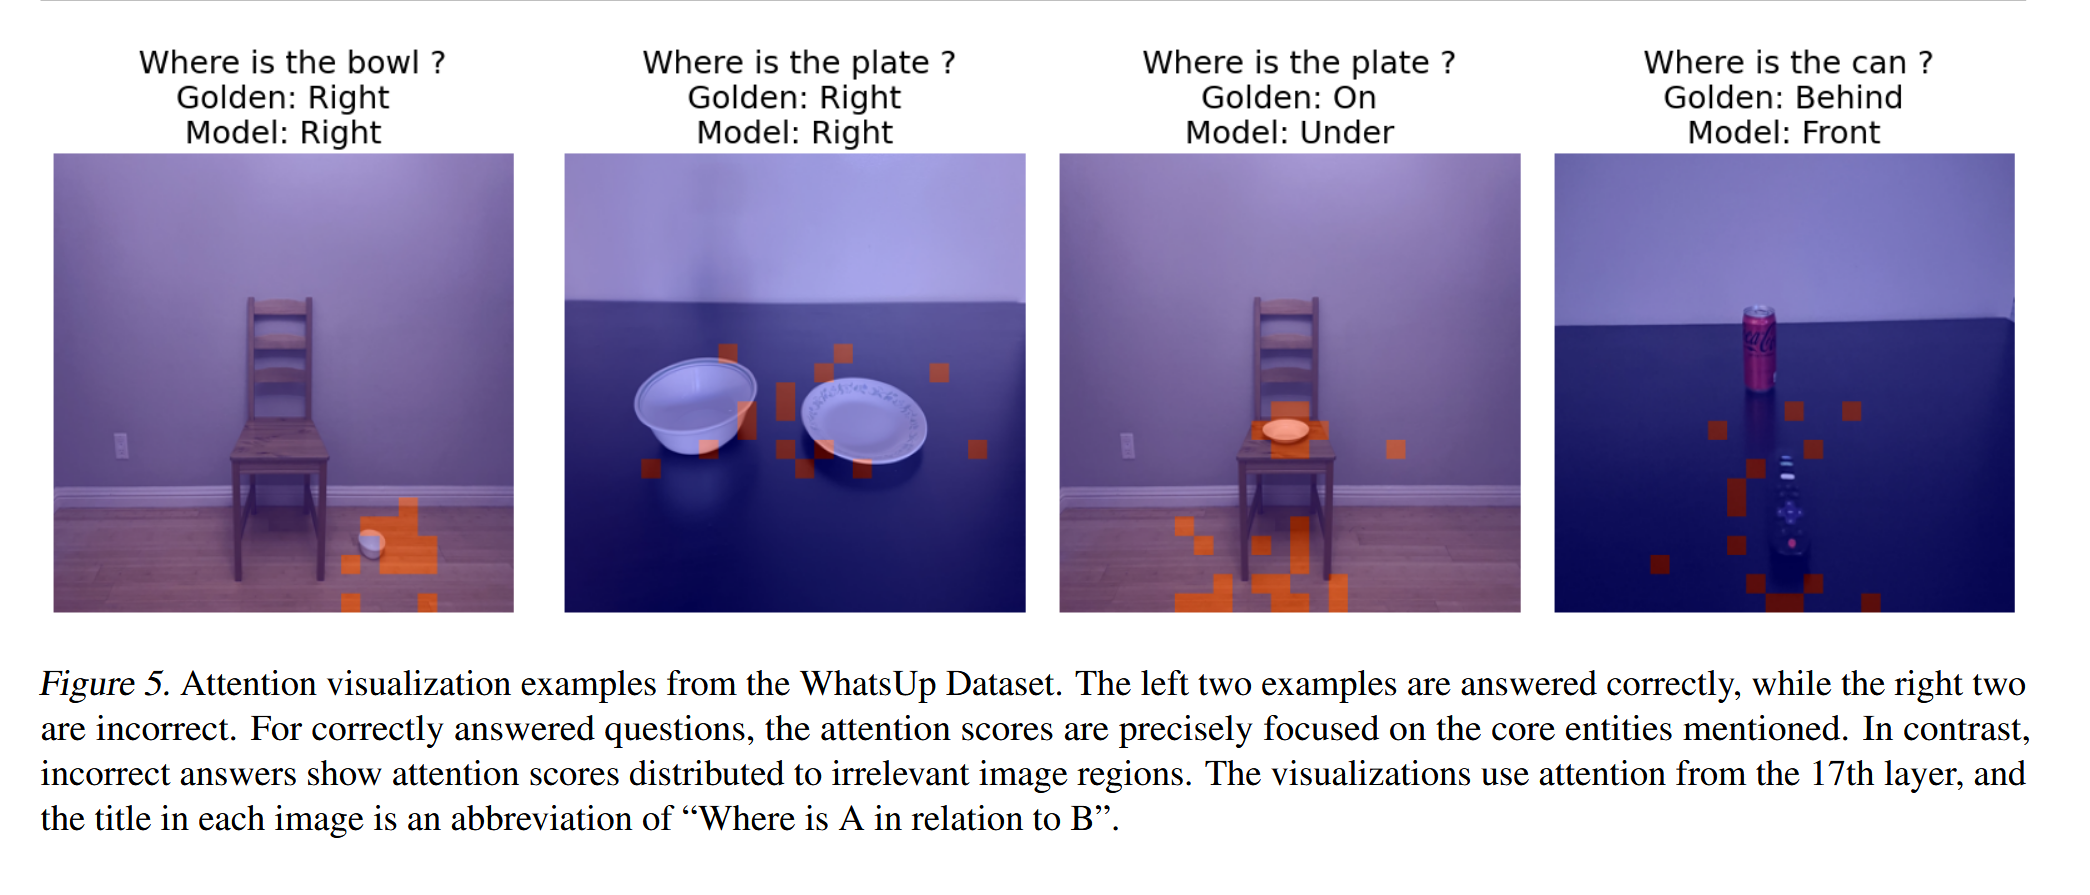 Where is the bowl ?
Golden: Right
Model: Right
Where is the plate ?
Golden: Right
Model: Right
Where is the plate ?
Golden: On
Model: Under
Where is the can ?
Golden: Behind
Model: Front
Figure 5. Attention visualization examples from the WhatsUp Dataset. The left two examples are answered correctly, while the right two
are incorrect. For correctly answered questions, the attention scores are precisely focused on the core entities mentioned. In contrast,
incorrect answers show attention scores distributed to irrelevant image regions. The visualizations use attention from the 17th layer, and
the title in each image is an abbreviation of “Where is A in relation to B”.